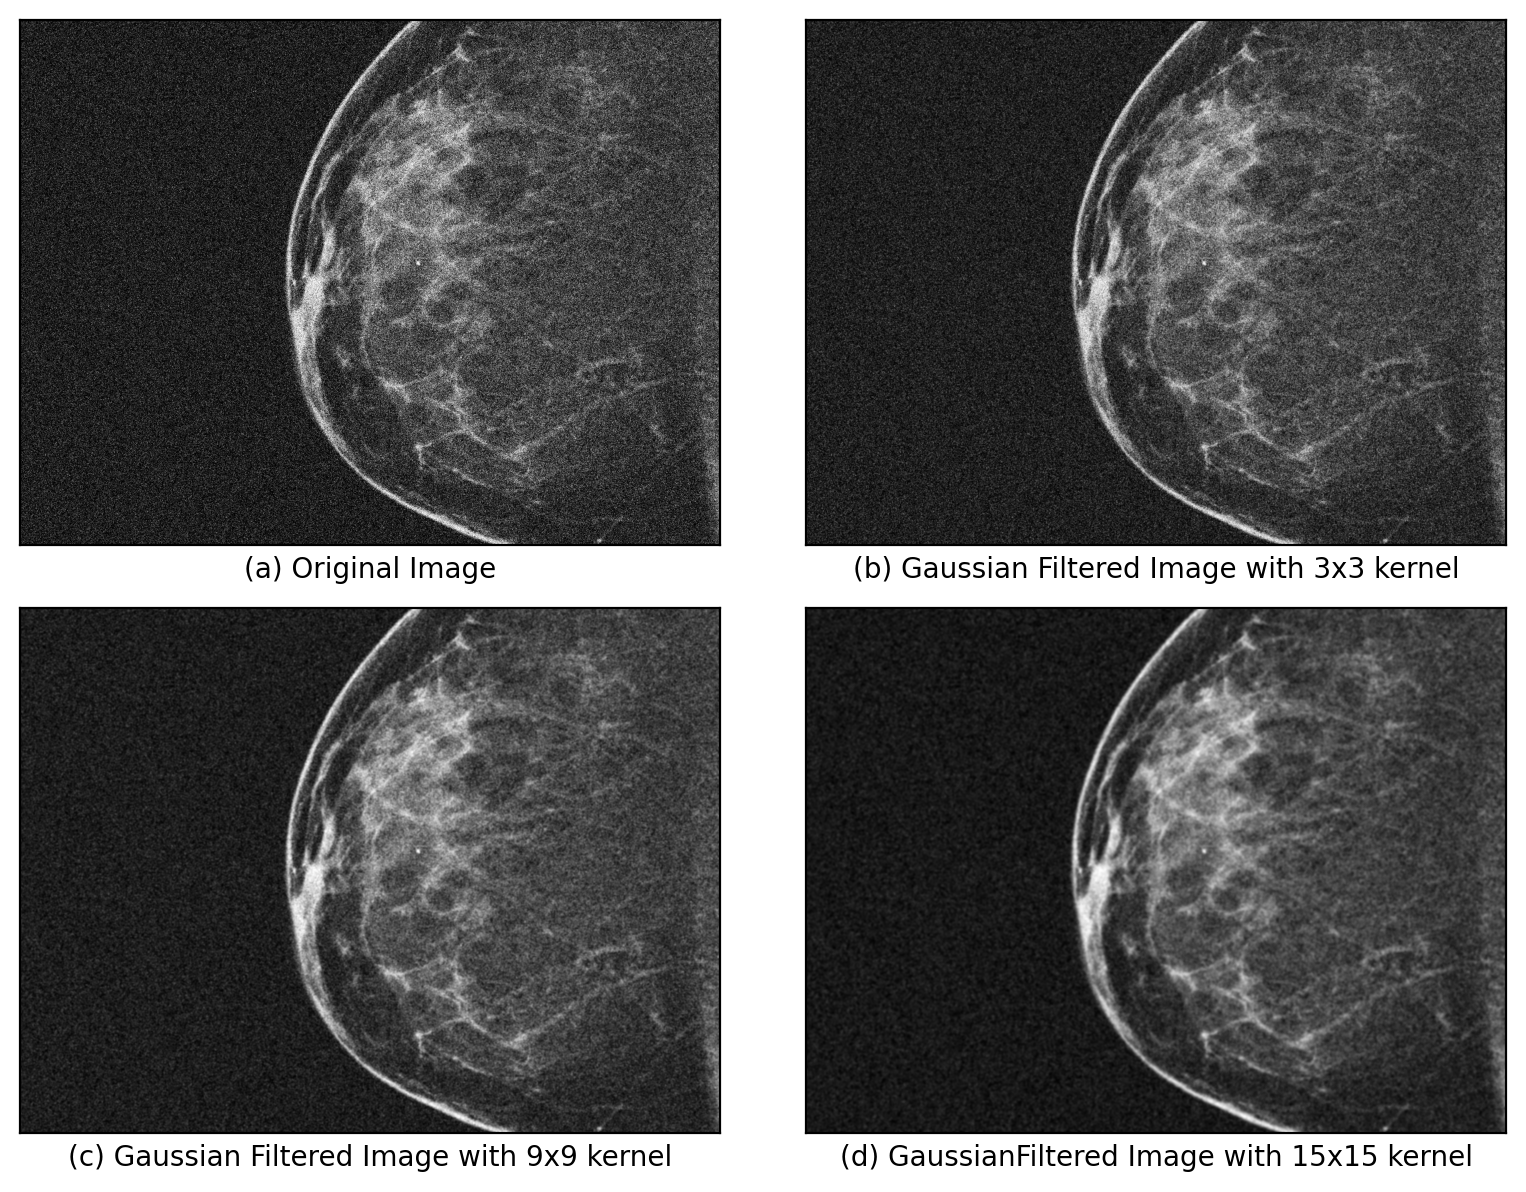 (a) Original Image
(b) Gaussian Filtered Image with 3x3 kernel
(c) Gaussian Filtered Image with 9x9 kernel
(d) GaussianFiltered Image with 15x15 kernel